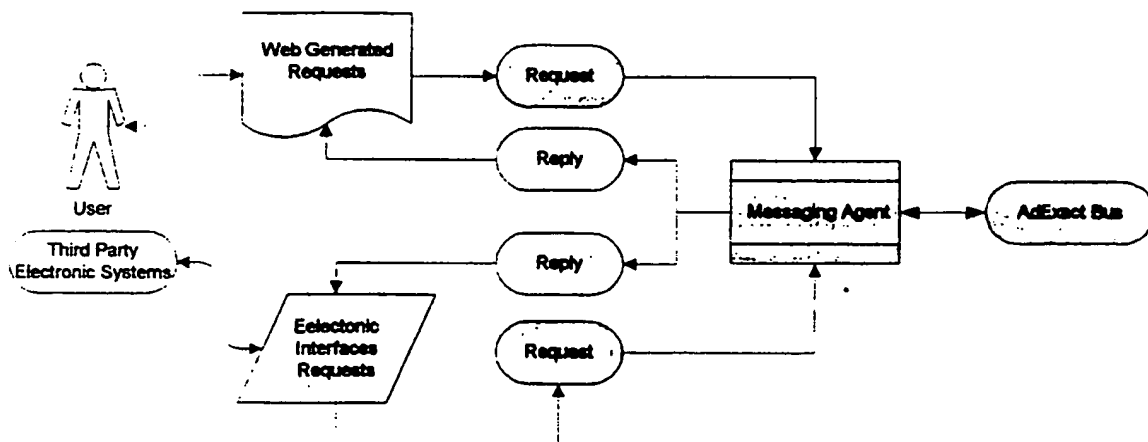 Web Generated
Requests
Request
User
Reply
Messaging Agent
AdExact Bus
Third Party
Electronic Systems
Reply
Eelectonic
Interfaces
Requests
Request